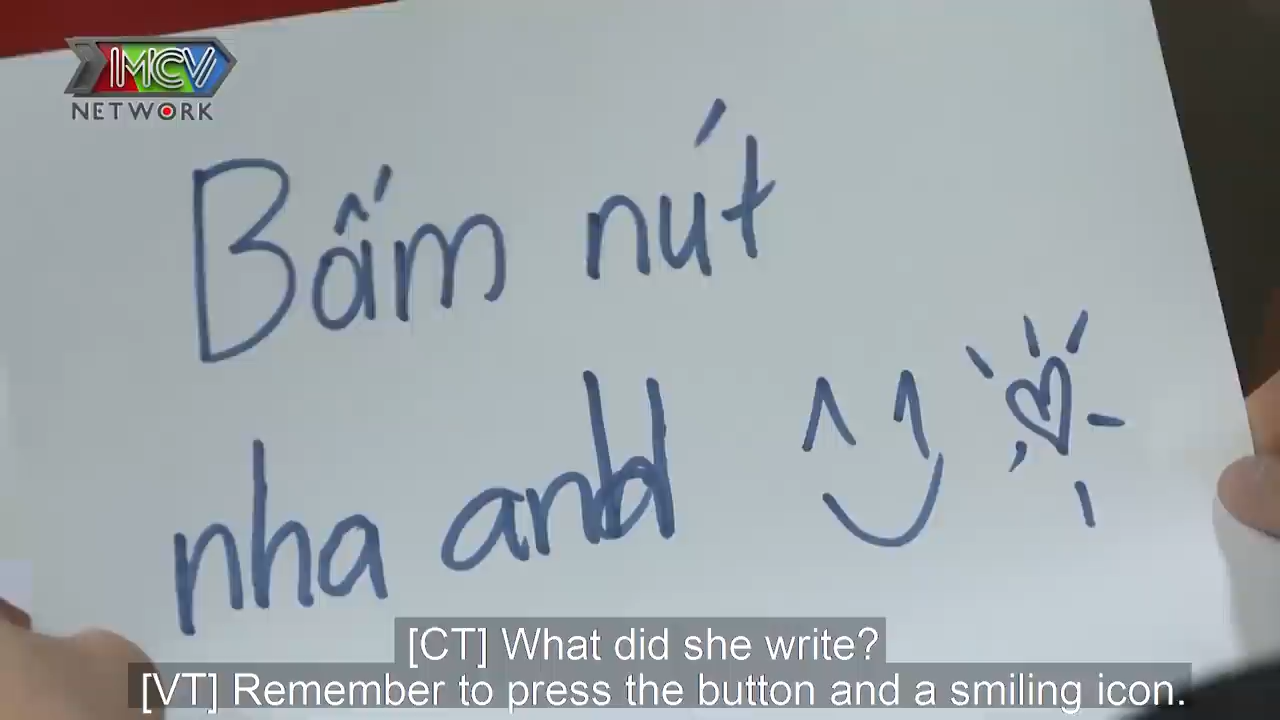 MCV
NETWORK
Bấm nút
nha anh
[CT] What did she write?
[VT] Remember to press the button and a smiling icon.